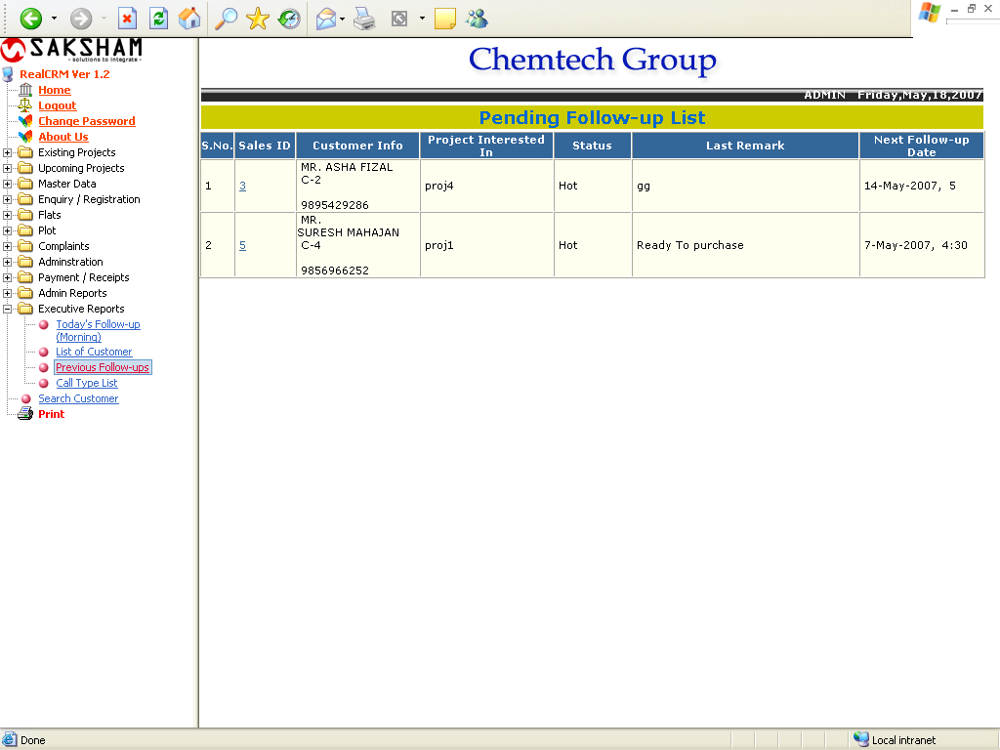 SAKSHAM
- solutions to integrate -
RealCRM Ver 1.2
Home
Logout
Change Password
About Us
Existing Projects
Upcoming Projects
Master Data
Enquiry / Registration
Flats
Plot
Complaints
Adminstration
Payment / Receipts
Admin Reports
Executive Reports
Today's Follow-up
(Morning)
List of Customer
Previous Follow-ups
Call Type List
Search Customer
Print
Chemtech Group
ADMIN Friday,May,18,2007
Pending Follow-up List
S.No. Sales ID Customer Info Project Interested In Status Last Remark Next Follow-up Date
1 3 MR. ASHA FIZAL
C-2
9895429286
proj4 Hot gg 14-May-2007, 5
2 5 MR.
SURESH MAHAJAN
C-4
9856966252
proj1 Hot Ready To purchase 7-May-2007, 4:30
Done
Local intranet